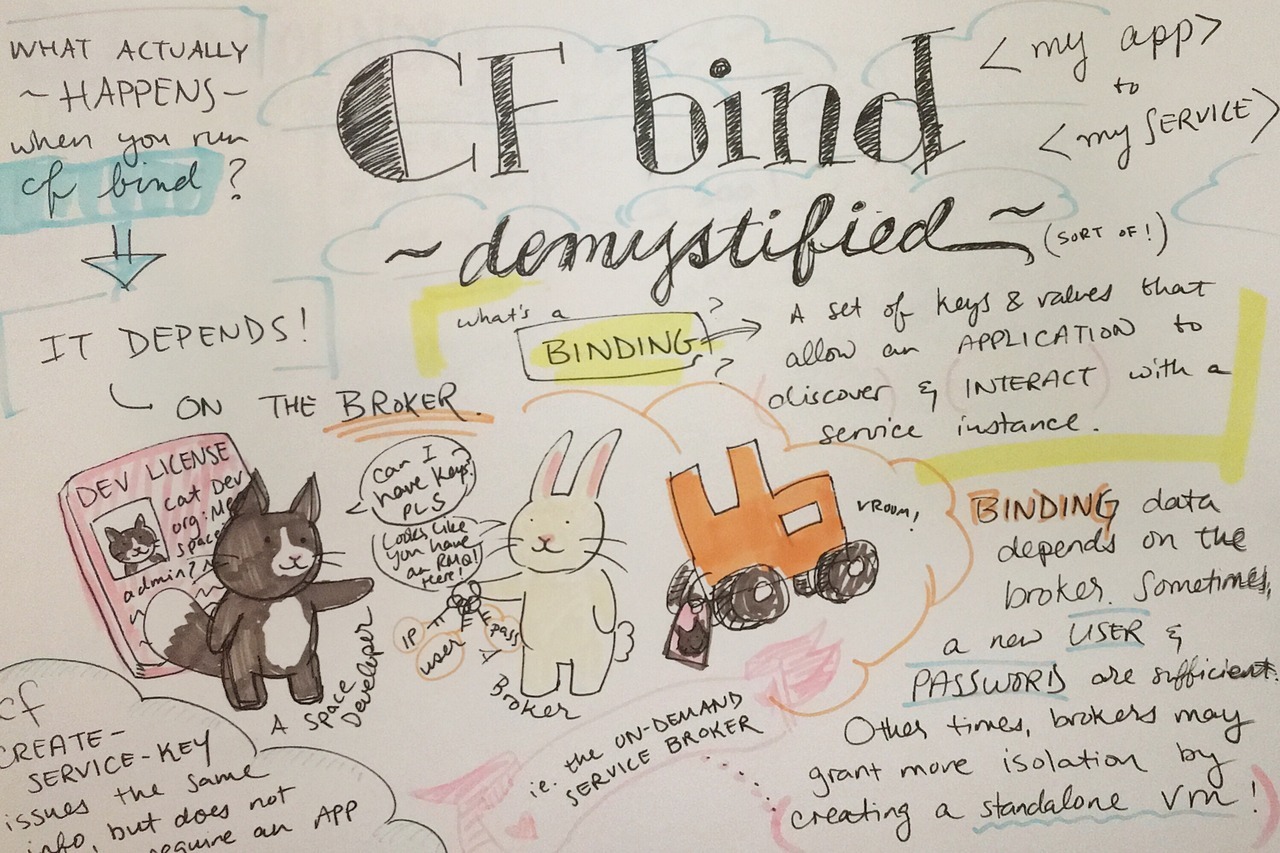 WHAT ACTUALLY
~ HAPPENS ~
when you run
cf bind ?
CF bind
<my app>
to
<my SERVICE>
~ demystified ~
(SORT OF!)
IT DEPENDS!
ON THE BROKER.
what's a
BINDING
?
?
A set of keys & values that
allow an APPLICATION to
discover & INTERACT with a
service instance.
DEV LICENSE
cat Dev
org: Me
space
admin?
can I
have keys?
PLS
Looks like
you have
an RMQ!
Here!
IP
user
pass
A Space
Developer
Broker
VROOM!
BINDING data
depends on the
broker. Sometimes,
a new USER &
PASSWORD are sufficient.
Other times, brokers may
grant more isolation by
(creating a standalone VM!)
ie. the ON-DEMAND
SERVICE BROKER
cf
CREATE-
SERVICE-KEY
issues the same
info, but does not
require an APP